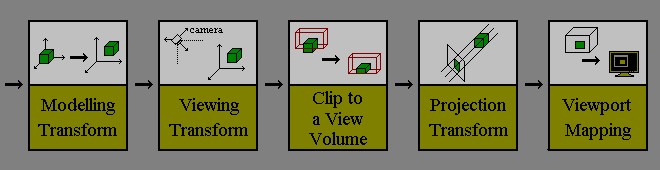 camera
Modelling
Transform
Viewing
Transform
Clip to
a View
Volume
Projection
Transform
Viewport
Mapping